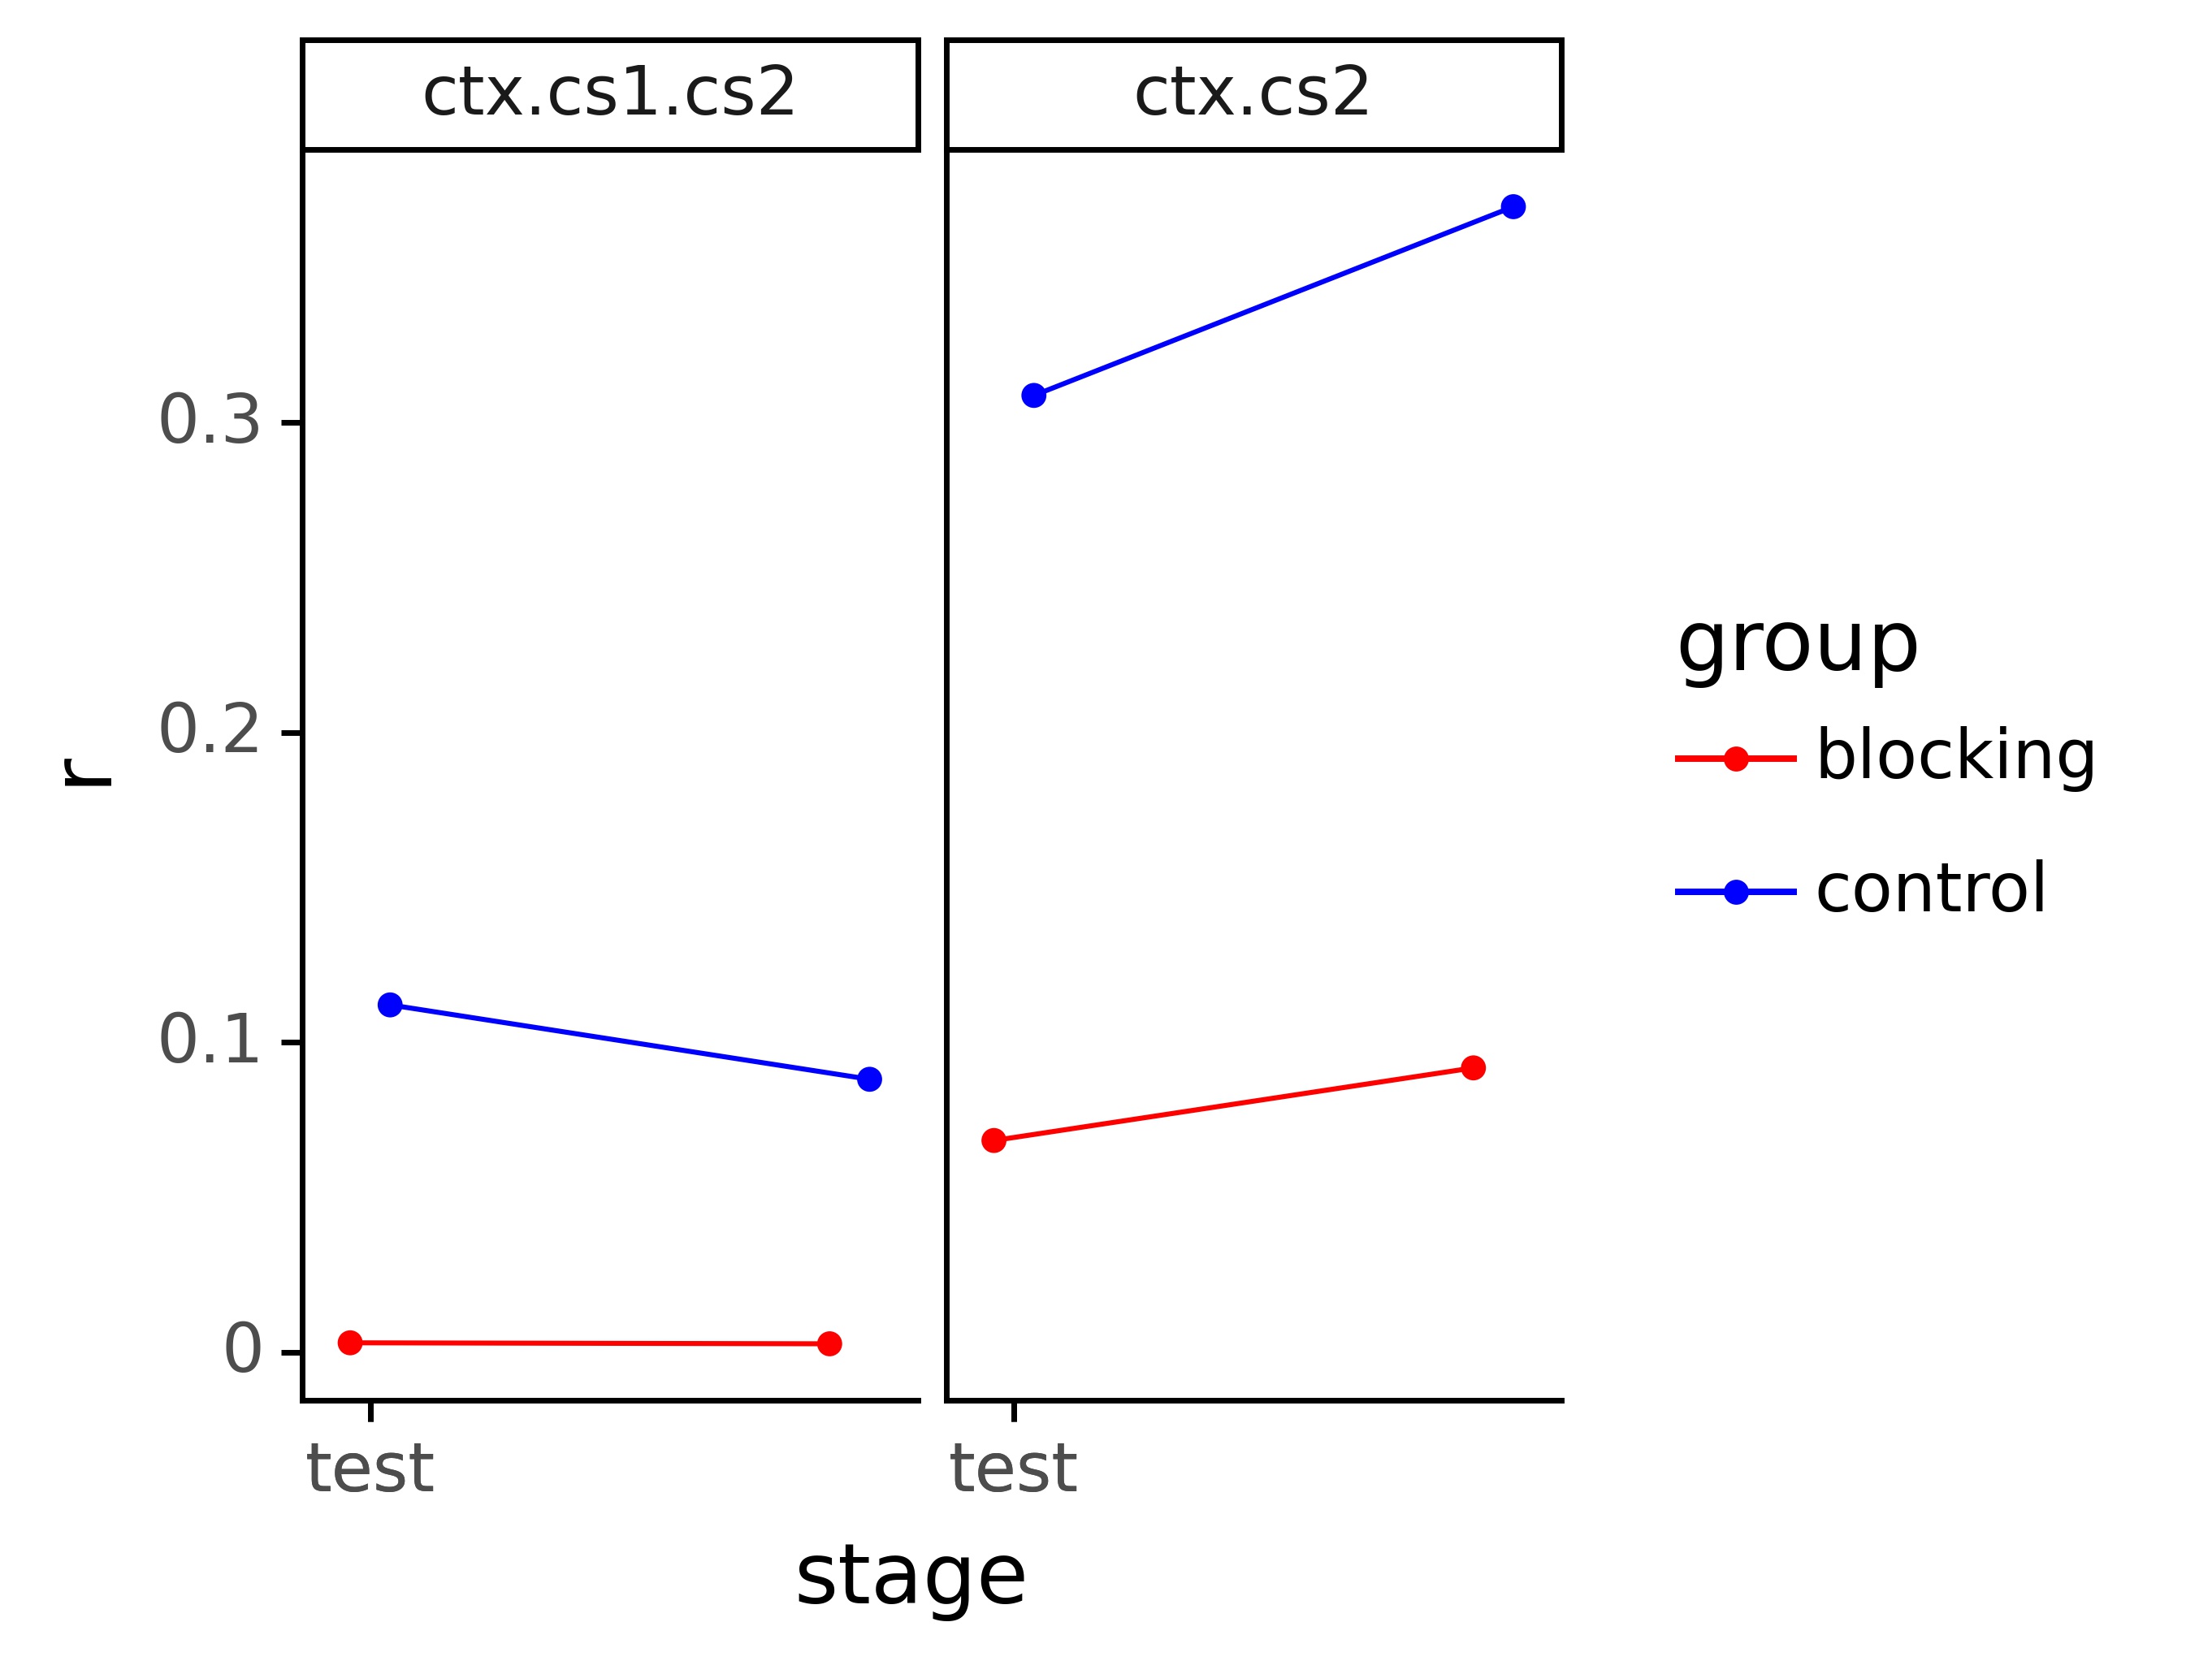 ctx.cs1.cs2
ctx.cs2
0.3
0.2
0.1
0
r
test
test
stage
group
blocking
control